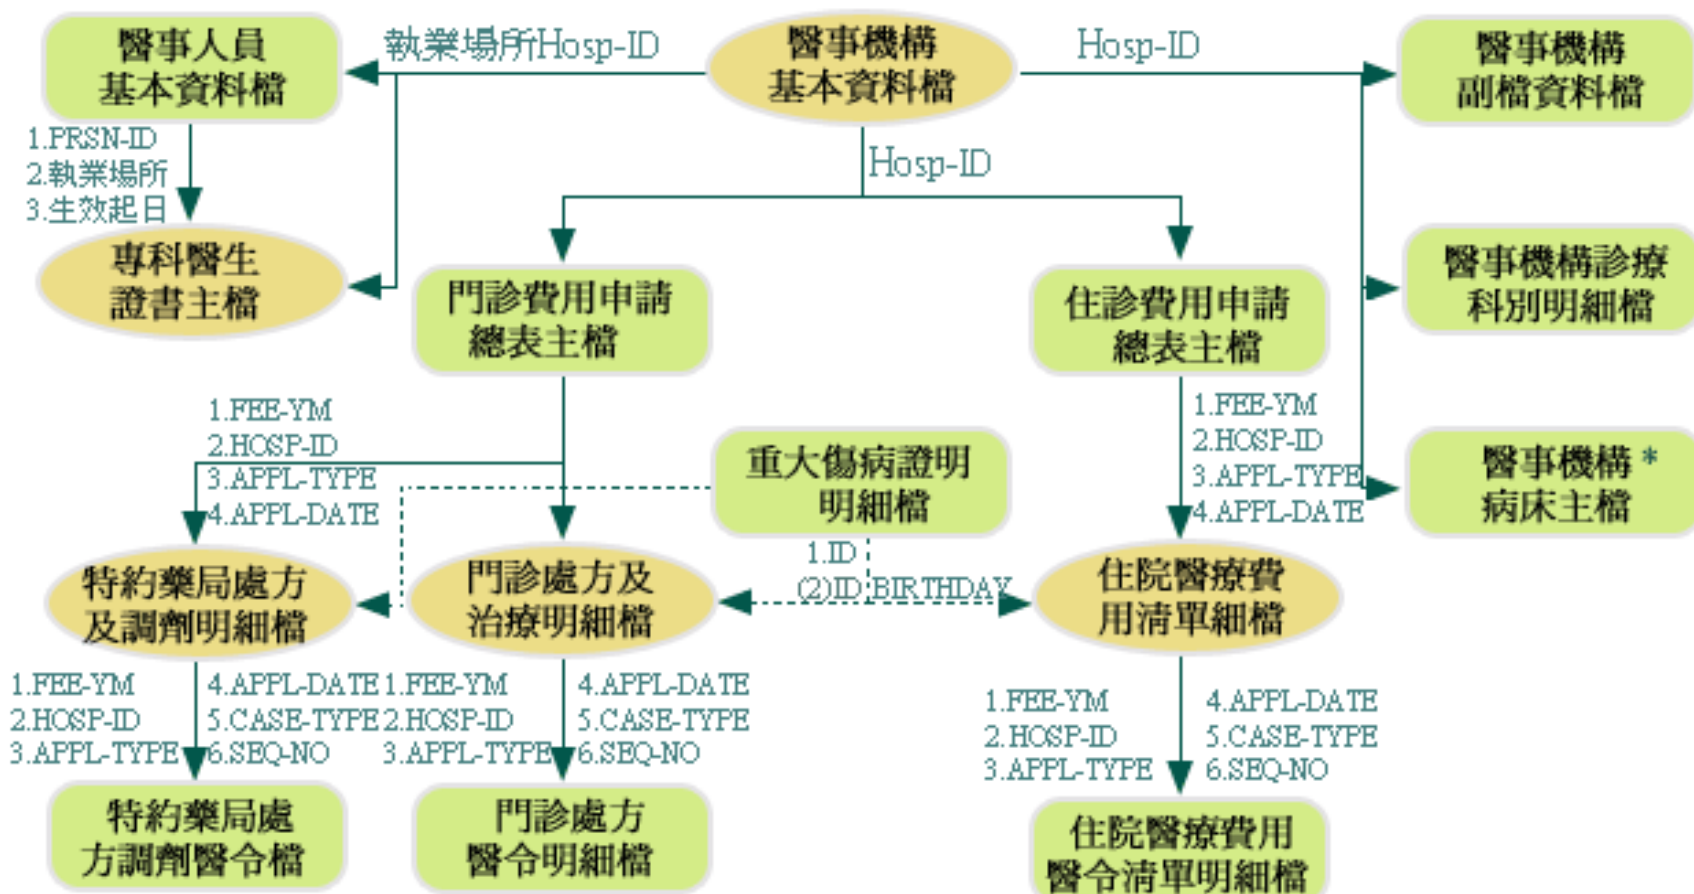 醫事人員
基本資料檔
執業場所Hosp-ID
醫事機構
基本資料檔
Hosp-ID
醫事機構
副檔資料檔
1.PRSN-ID
2.執業場所
3.生效起日
Hosp-ID
專科醫生
證書主檔
門診費用申請
總表主檔
住診費用申請
總表主檔
醫事機構診療
科別明細檔
1.FEE-YM
2.HOSP-ID
3.APPL-TYPE
4.APPL-DATE
重大傷病證明
明細檔
1.FEE-YM
2.HOSP-ID
3.APPL-TYPE
4.APPL-DATE
醫事機構*
病床主檔
1.ID
(2)ID BIRTHDAY
特約藥局處方
及調劑明細檔
門診處方及
治療明細檔
住院醫療費
用清單細檔
1.FEE-YM
2.HOSP-ID
3.APPL-TYPE
4.APPL-DATE
5.CASE-TYPE
6.SEQ-NO
1.FEE-YM
2.HOSP-ID
3.APPL-TYPE
4.APPL-DATE
5.CASE-TYPE
6.SEQ-NO
1.FEE-YM
2.HOSP-ID
3.APPL-TYPE
4.APPL-DATE
5.CASE-TYPE
6.SEQ-NO
特約藥局處
方調劑醫令檔
門診處方
醫令明細檔
住院醫療費用
醫令清單明細檔